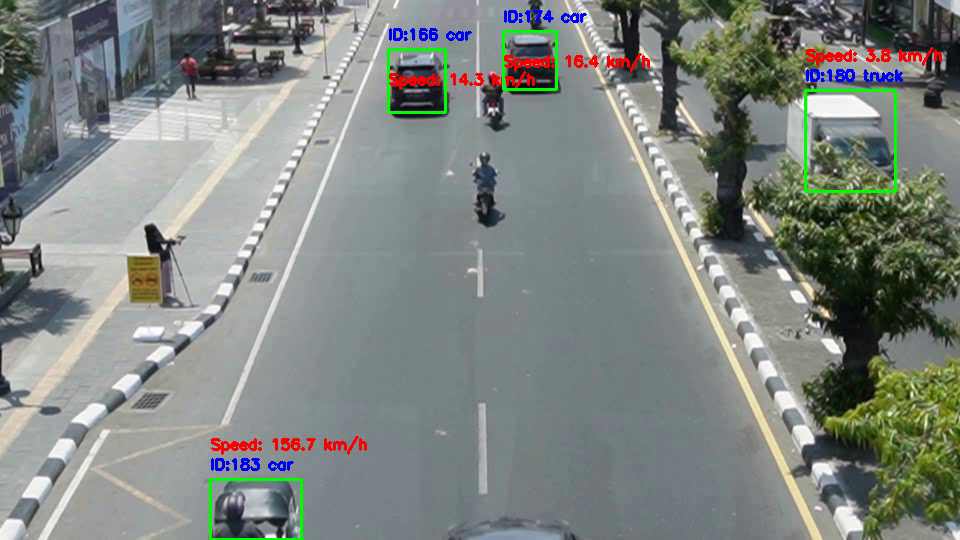 ID:174 car
ID:166 car
Speed: 16.4 km/h
Speed: 14.3 km/h
Speed: 3.8 km/h
ID:180 truck
Speed: 156.7 km/h
ID:183 car